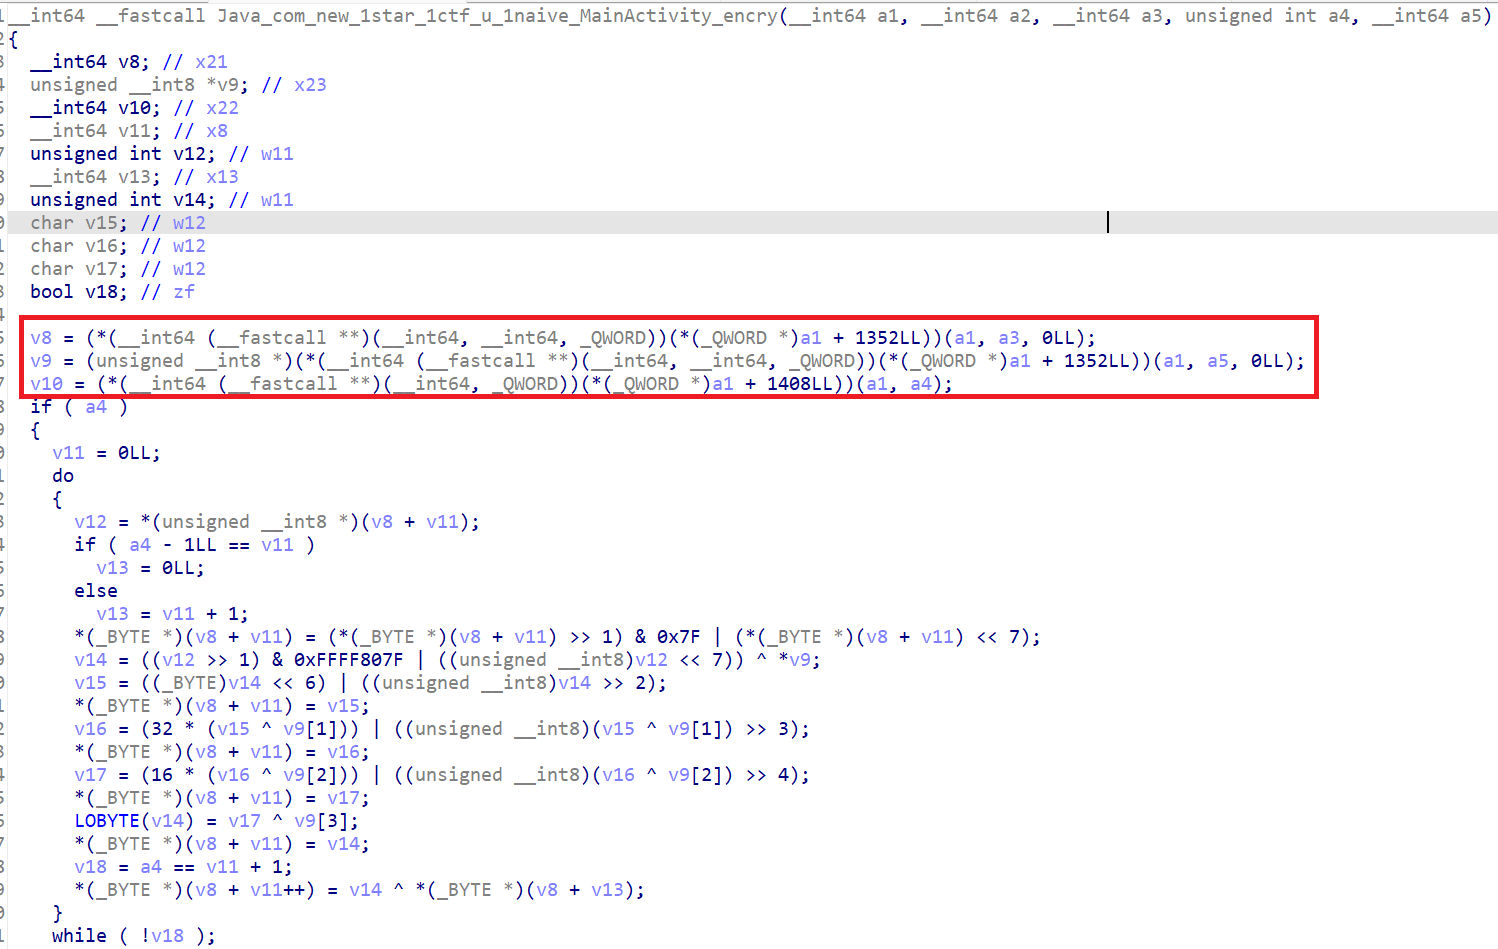 __int64 __fastcall Java_com_new_1star_1ctf_u_1naive_MainActivity_encry(__int64 a1, __int64 a2, __int64 a3, unsigned int a4, __int64 a5)
{
__int64 v8; // x21
unsigned __int8 *v9; // x23
__int64 v10; // x22
__int64 v11; // x8
unsigned int v12; // w11
__int64 v13; // x13
unsigned int v14; // w11
char v15; // w12
char v16; // w12
char v17; // w12
bool v18; // zf
v8 = (*(__int64 (__fastcall **)(__int64, __int64, _QWORD))(*(_QWORD *)a1 + 1352LL))(a1, a3, 0LL);
v9 = (unsigned __int8 *)(*(__int64 (__fastcall **)(__int64, __int64, _QWORD))(*(_QWORD *)a1 + 1352LL))(a1, a5, 0LL);
v10 = (*(__int64 (__fastcall **)(__int64, _QWORD))(*(_QWORD *)a1 + 1408LL))(a1, a4);
if ( a4 )
{
v11 = 0LL;
do
{
v12 = *(unsigned __int8 *)(v8 + v11);
if ( a4 - 1LL == v11 )
v13 = 0LL;
else
v13 = v11 + 1;
*(_BYTE *)(v8 + v11) = (*(_BYTE *)(v8 + v11) >> 1) & 0x7F | (*(_BYTE *)(v8 + v11) << 7);
v14 = ((v12 >> 1) & 0xFFFF807F | ((unsigned __int8)v12 << 7)) ^ *v9;
v15 = ((_BYTE)v14 << 6) | ((unsigned __int8)v14 >> 2);
*(_BYTE *)(v8 + v11) = v15;
v16 = (32 * (v15 ^ v9[1])) | ((unsigned __int8)(v15 ^ v9[1]) >> 3);
*(_BYTE *)(v8 + v11) = v16;
v17 = (16 * (v16 ^ v9[2])) | ((unsigned __int8)(v16 ^ v9[2]) >> 4);
*(_BYTE *)(v8 + v11) = v17;
LOBYTE(v14) = v17 ^ v9[3];
*(_BYTE *)(v8 + v11) = v14;
v18 = a4 == v11 + 1;
*(_BYTE *)(v8 + v11++) = v14 ^ *(_BYTE *)(v8 + v13);
}
while ( !v18 );